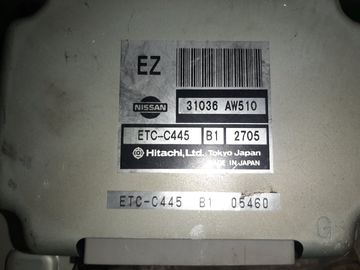 EZ
NISSAN
31036 AW510
ETC-C445 B1 2705
Hitachi, Ltd. Tokyo Japan
MADE IN JAPAN
ETC-C445 B1 05460
G